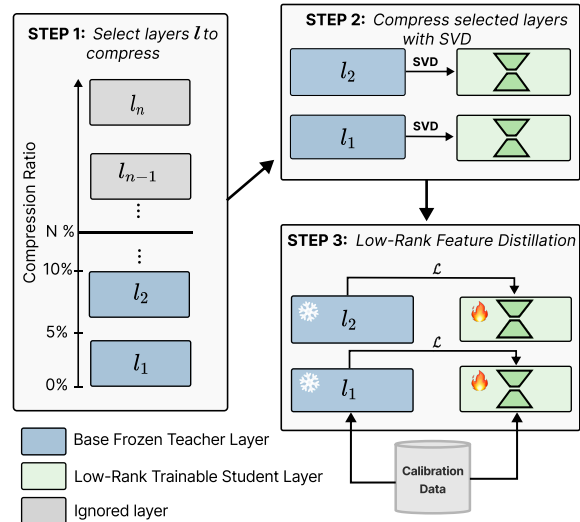 STEP 1: Select layers l to
compress
Compression Ratio
l_n
l_{n-1}
⋮
N %
⋮
10%
l_2
5%
l_1
0%
STEP 2: Compress selected layers
with SVD
l_2
SVD
l_1
SVD
STEP 3: Low-Rank Feature Distillation
ℒ
l_2
ℒ
l_1
Calibration
Data
Base Frozen Teacher Layer
Low-Rank Trainable Student Layer
Ignored layer